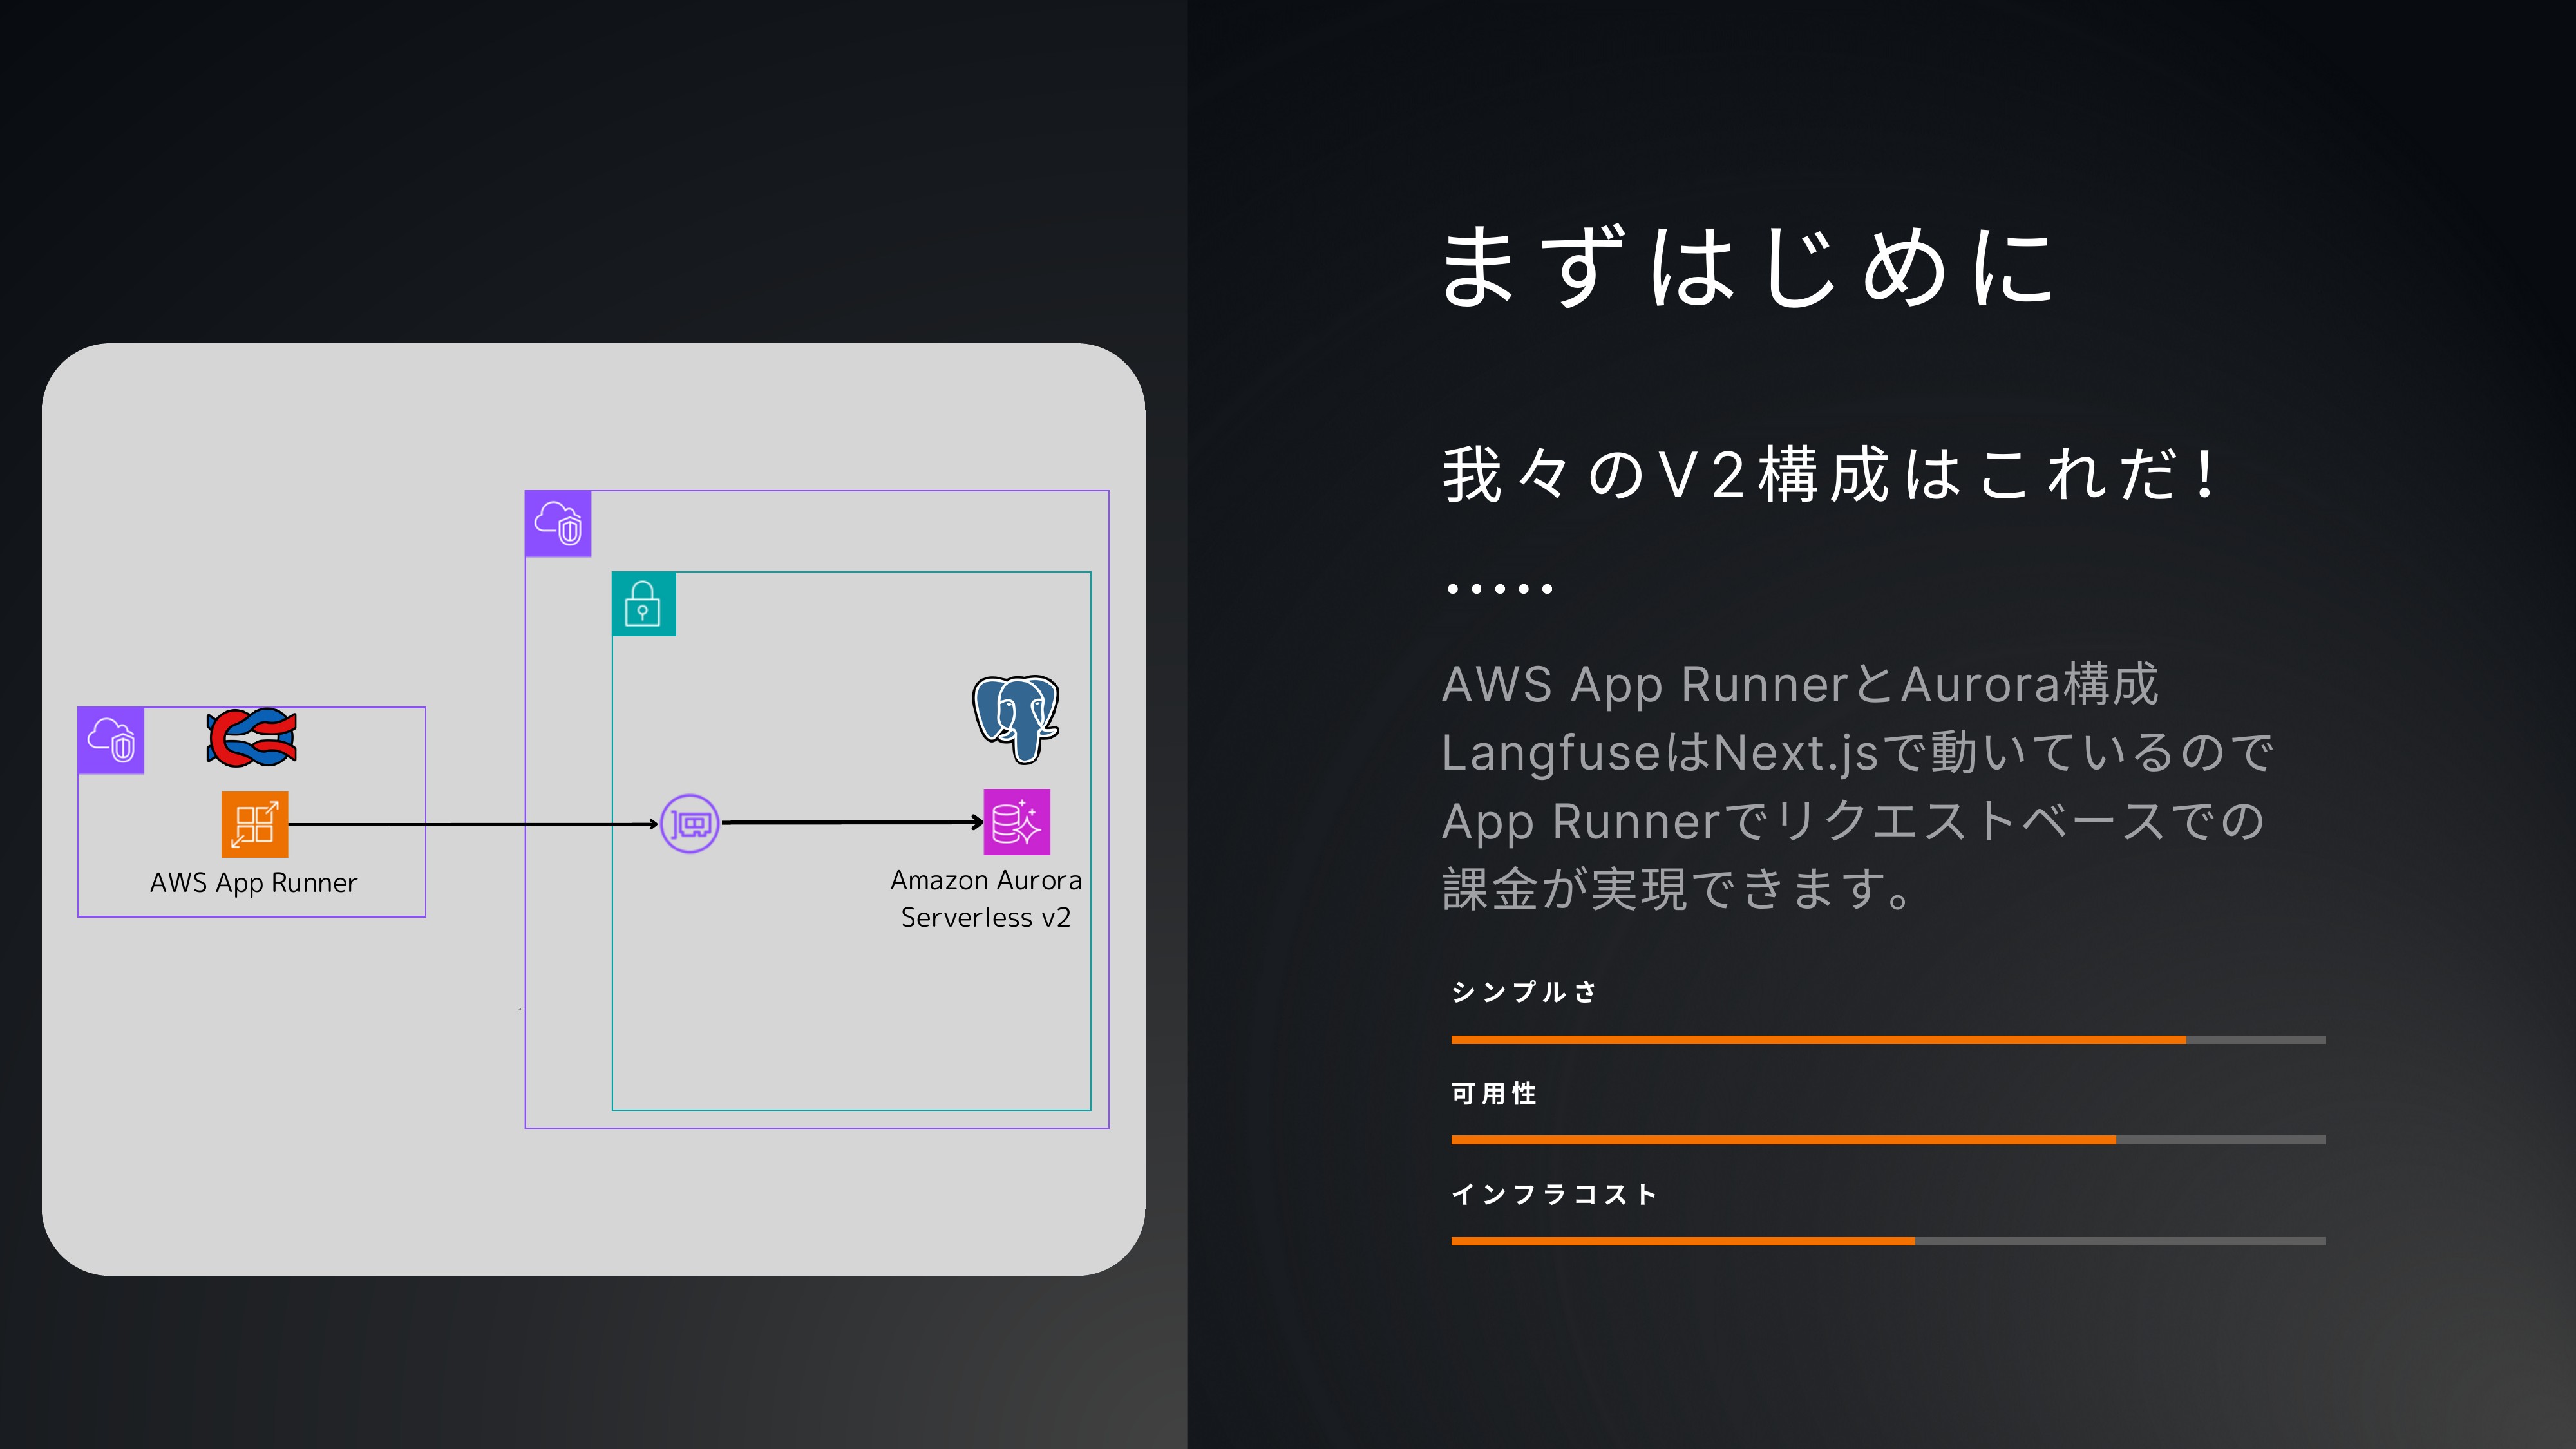 まずはじめに
我々のV2構成はこれだ！
.....
AWS App RunnerとAurora構成
LangfuseはNext.jsで動いているので
App Runnerでリクエストベースでの
課金が実現できます。
シンプルさ
可用性
インフラコスト
AWS App Runner
Amazon Aurora
Serverless v2